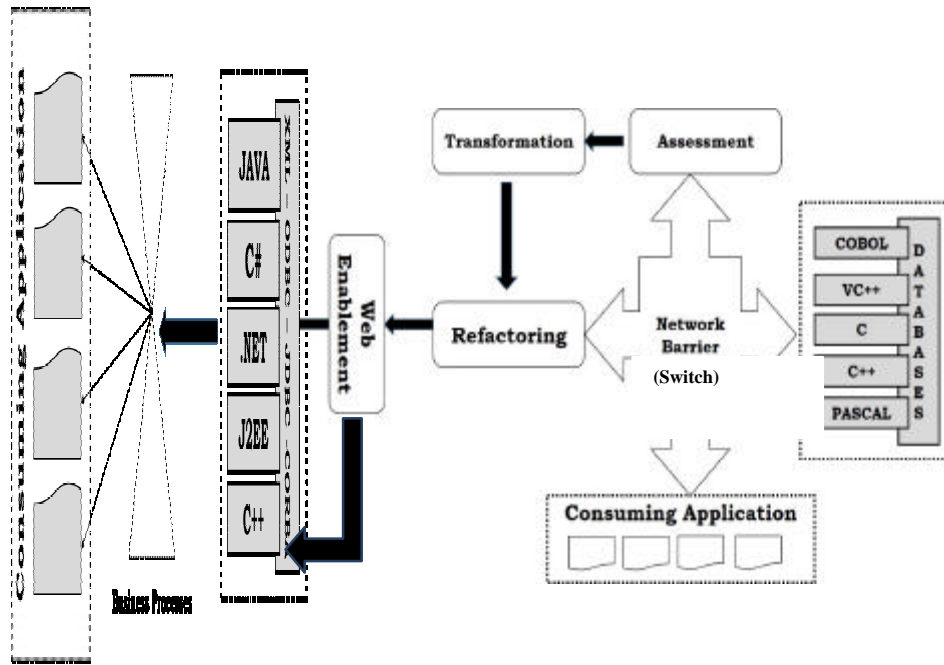 Consuming Application
Business Processes
JAVA
C#
.NET
J2EE
C++
XML - ODBC - JDBC - CORBA
Web
Enablement
Transformation
Assessment
Refactoring
Network
Barrier
(Switch)
COBOL
VC++
C
C++
PASCAL
DATABASES
Consuming Application